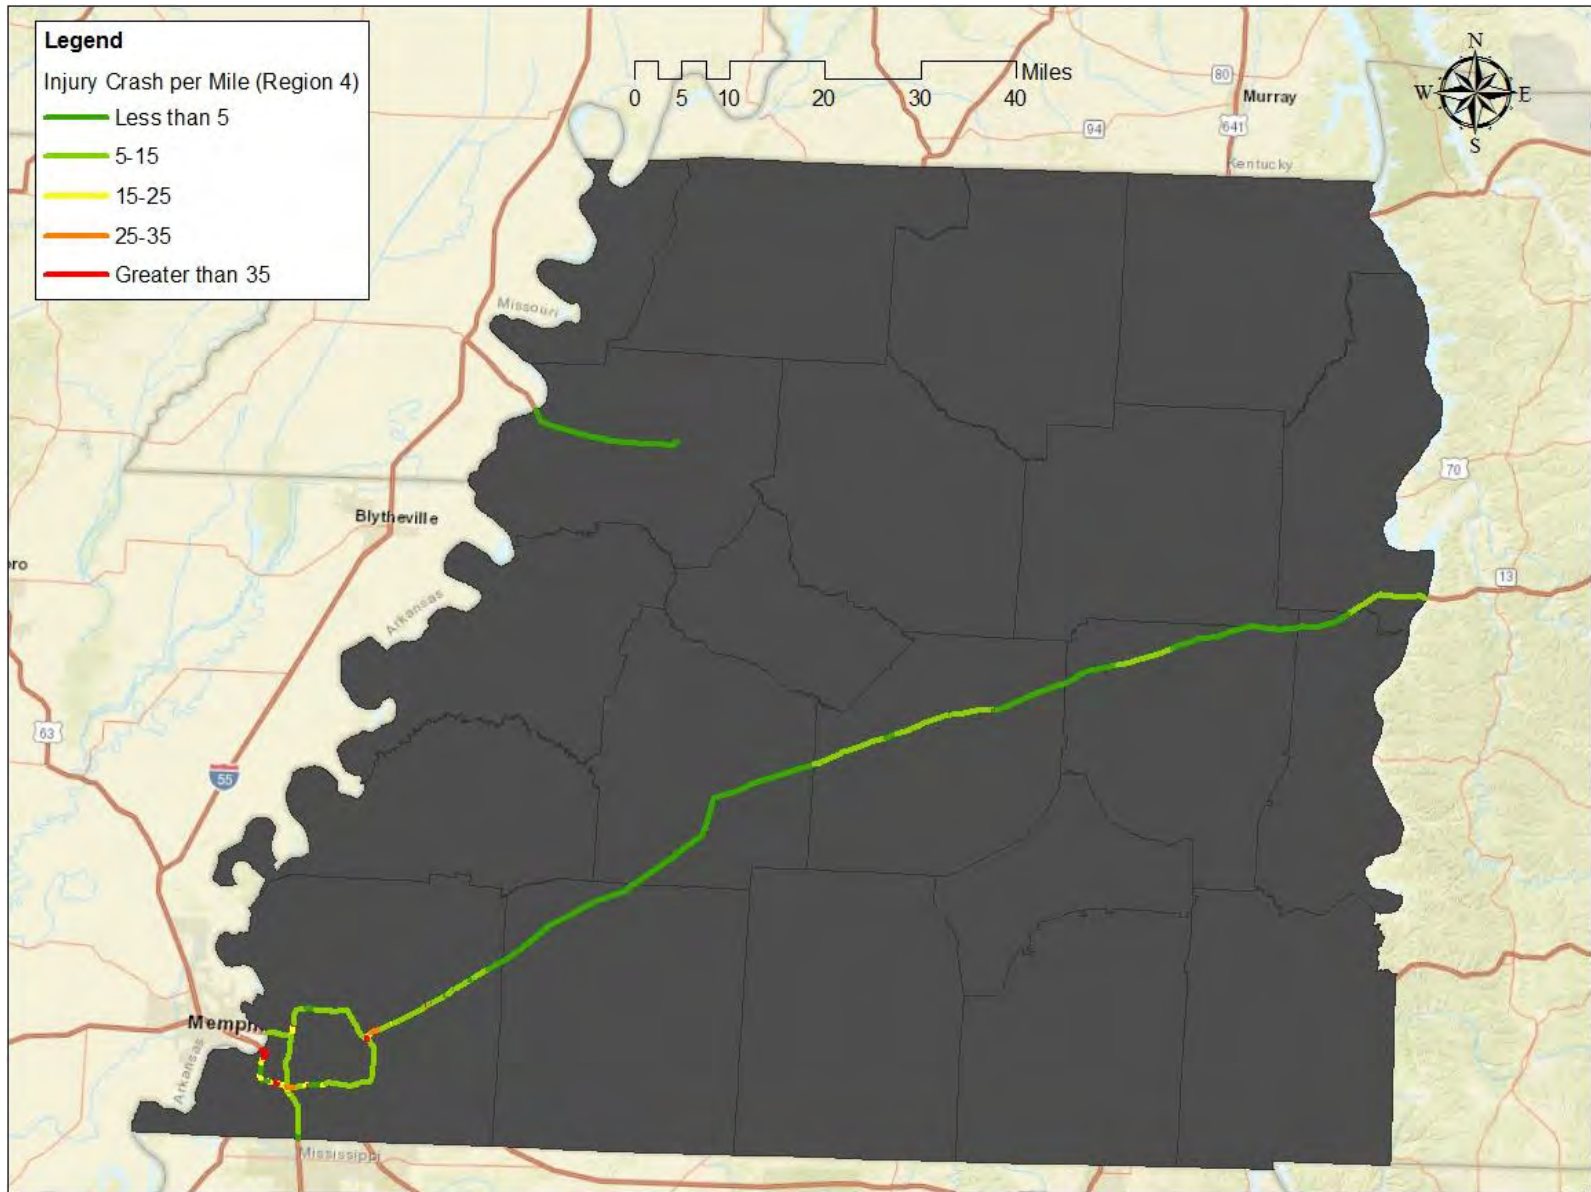 Legend
Injury Crash per Mile (Region 4)
Less than 5
5-15
15-25
25-35
Greater than 35
Miles
0 5 10 20 30 40
N
W E
S
80
Murray
94
641
Kentucky
Missouri
70
Blytheville
oro
13
Arkansas
63
55
Memph
Arkansas
Mississippi